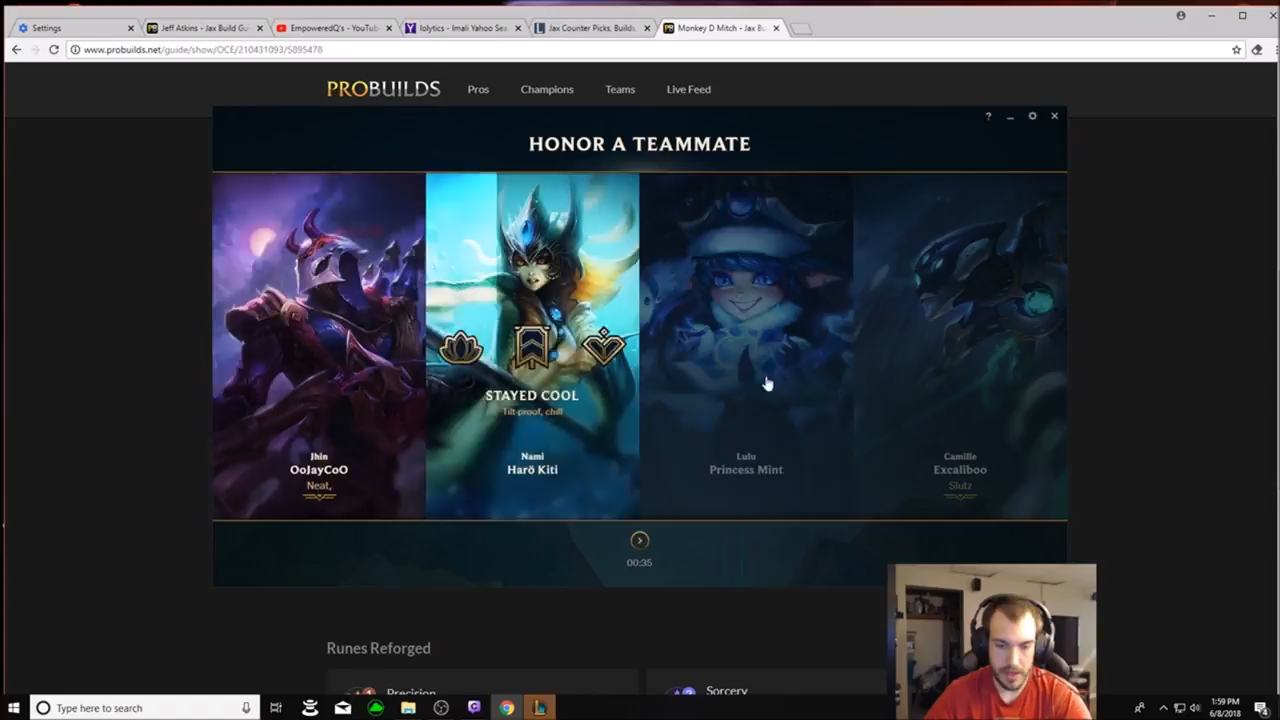 Settings
Jeff Atkins - Jax Build Gu
EmpoweredQ's - YouTub
lolytics - Imali Yahoo Sea
Jax Counter Picks, Builds,
Monkey D Mitch - Jax Bu
www.probuilds.net/guide/show/OCE/210431093/5895478
PROBUILDS
Pros
Champions
Teams
Live Feed
?
HONOR A TEAMMATE
STAYED COOL
Tilt-proof, chill
Jhin
OoJayCoO
Neat,
Nami
Harö Kiti
Lulu
Princess Mint
Camille
Excaliboo
Slutz
00:35
Runes Reforged
Precision
Sorcery
Type here to search
1:59 PM
6/8/2018